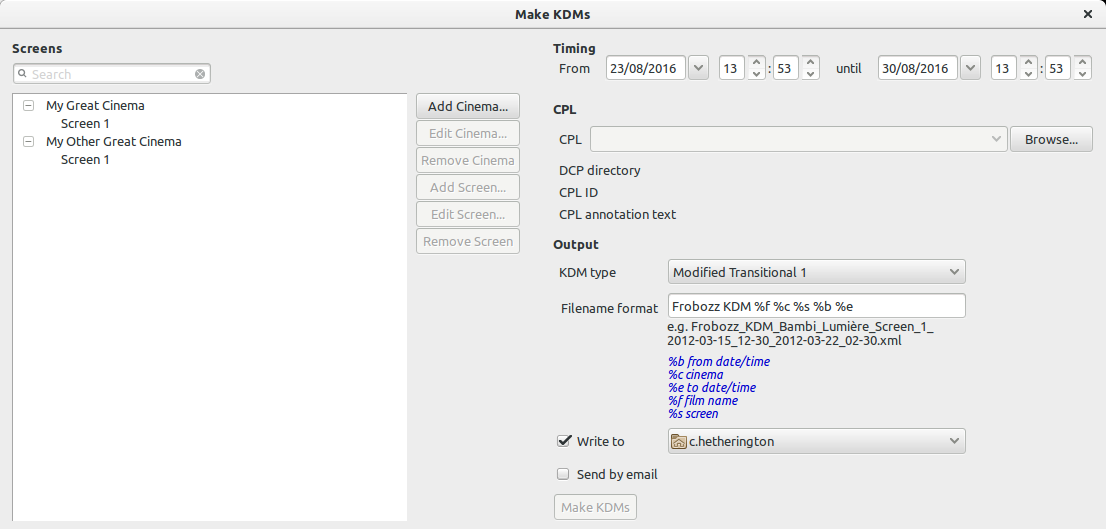 Make KDMs
Screens
Search
My Great Cinema
Screen 1
My Other Great Cinema
Screen 1
Add Cinema...
Edit Cinema...
Remove Cinema
Add Screen...
Edit Screen...
Remove Screen
Timing
From 23/08/2016 13 : 53 until 30/08/2016 13 : 53
CPL
CPL Browse...
DCP directory
CPL ID
CPL annotation text
Output
KDM type Modified Transitional 1
Filename format Frobozz KDM %f %c %s %b %e
e.g. Frobozz_KDM_Bambi_Lumière_Screen_1_
2012-03-15_12-30_2012-03-22_02-30.xml
%b from date/time
%c cinema
%e to date/time
%f film name
%s screen
Write to c.hetherington
Send by email
Make KDMs